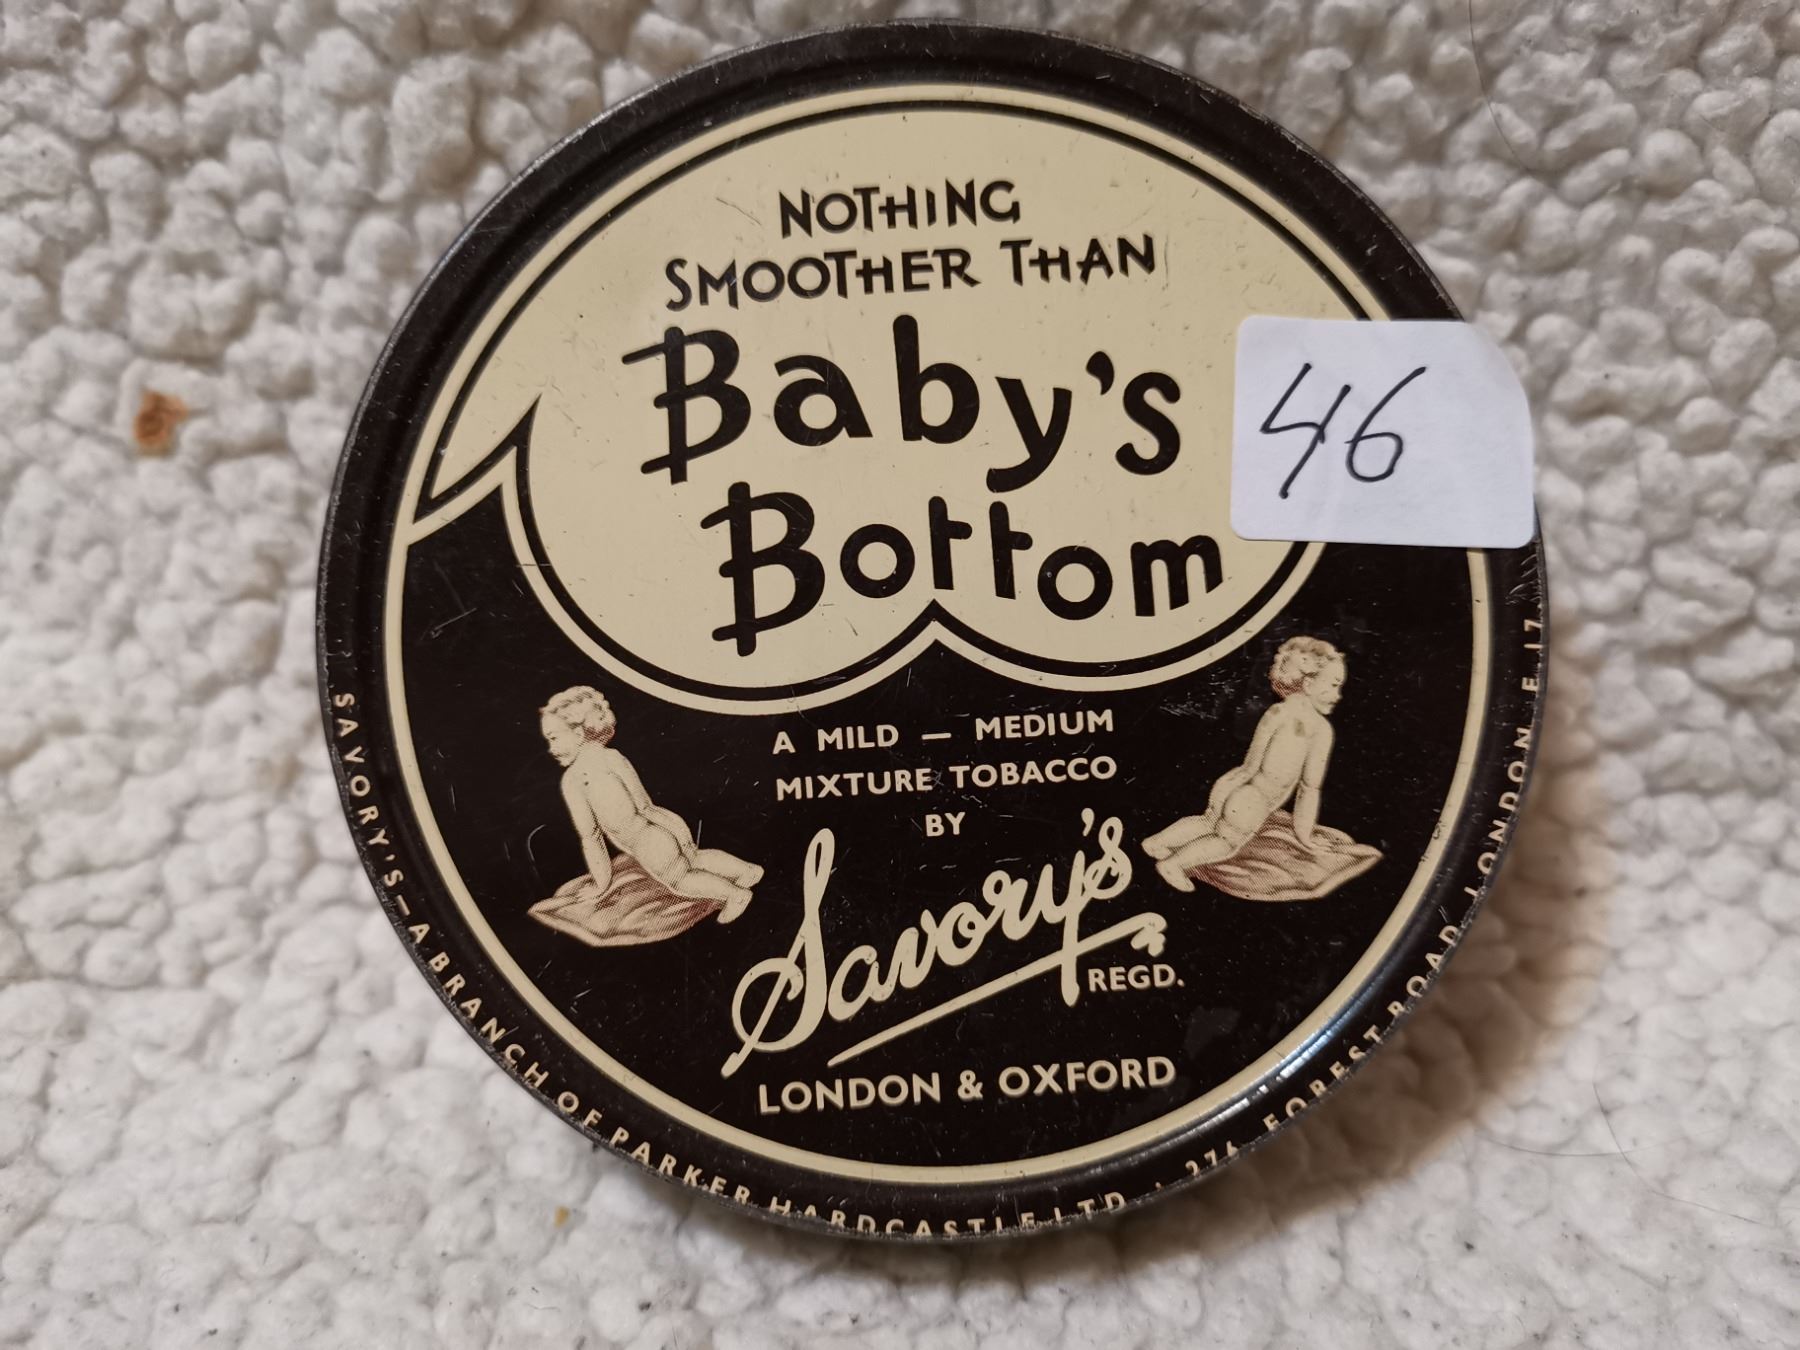 NOTHING
SMOOTHER THAN
Baby's
Bottom
46
A MILD — MEDIUM
MIXTURE TOBACCO
BY
Savory's
REGD.
LONDON & OXFORD
SAVORY'S — A BRANCH OF PARKER HARDCASTLE LTD. · 276 FOREST ROAD, LONDON E.17